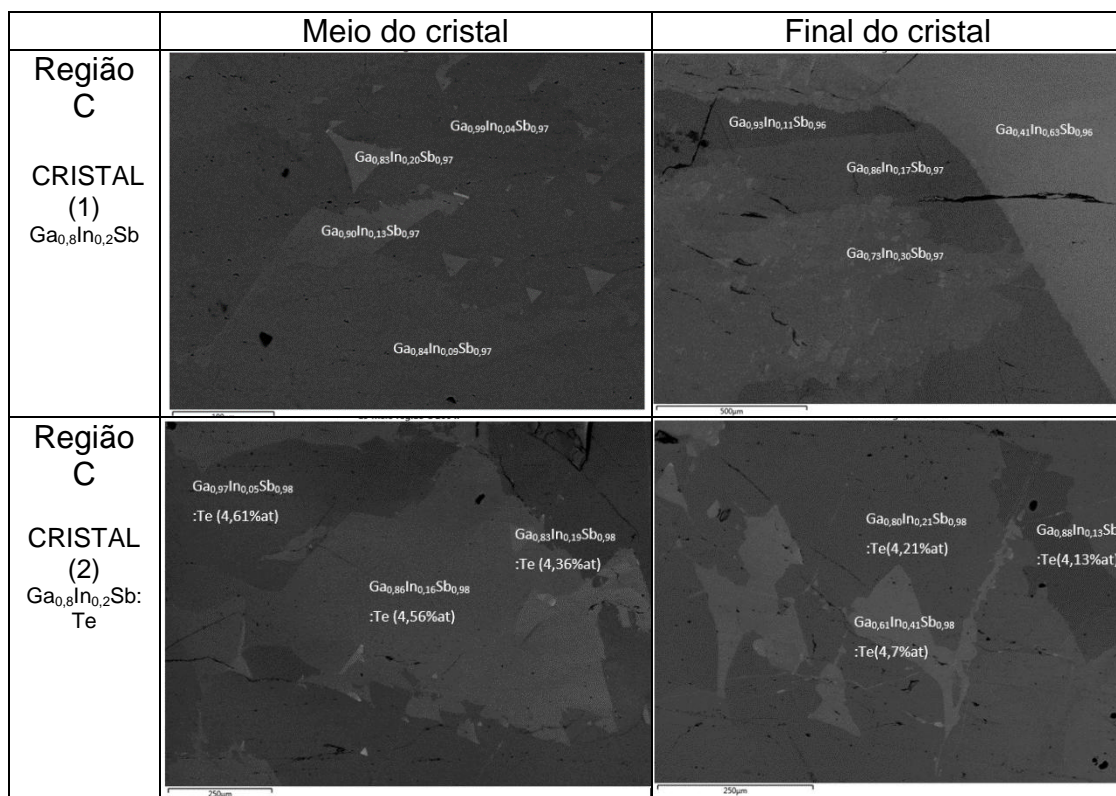 Meio do cristal
Final do cristal
Região
C
CRISTAL
(1)
Ga0,8In0,2Sb
Ga0,99In0,04Sb0,97
Ga0,83In0,20Sb0,97
Ga0,90In0,13Sb0,97
Ga0,84In0,09Sb0,97
Ga0,93In0,11Sb0,96
Ga0,41In0,63Sb0,96
Ga0,86In0,17Sb0,97
Ga0,73In0,30Sb0,97
500µm
Região
C
CRISTAL
(2)
Ga0,8In0,2Sb:
Te
Ga0,97In0,05Sb0,98
:Te (4,61%at)
Ga0,83In0,19Sb0,98
:Te (4,36%at)
Ga0,86In0,16Sb0,98
:Te (4,56%at)
250µm
Ga0,80In0,21Sb0,98
:Te(4,21%at)
Ga0,88In0,13Sb
:Te(4,13%at)
Ga0,61In0,41Sb0,98
:Te(4,7%at)
250µm